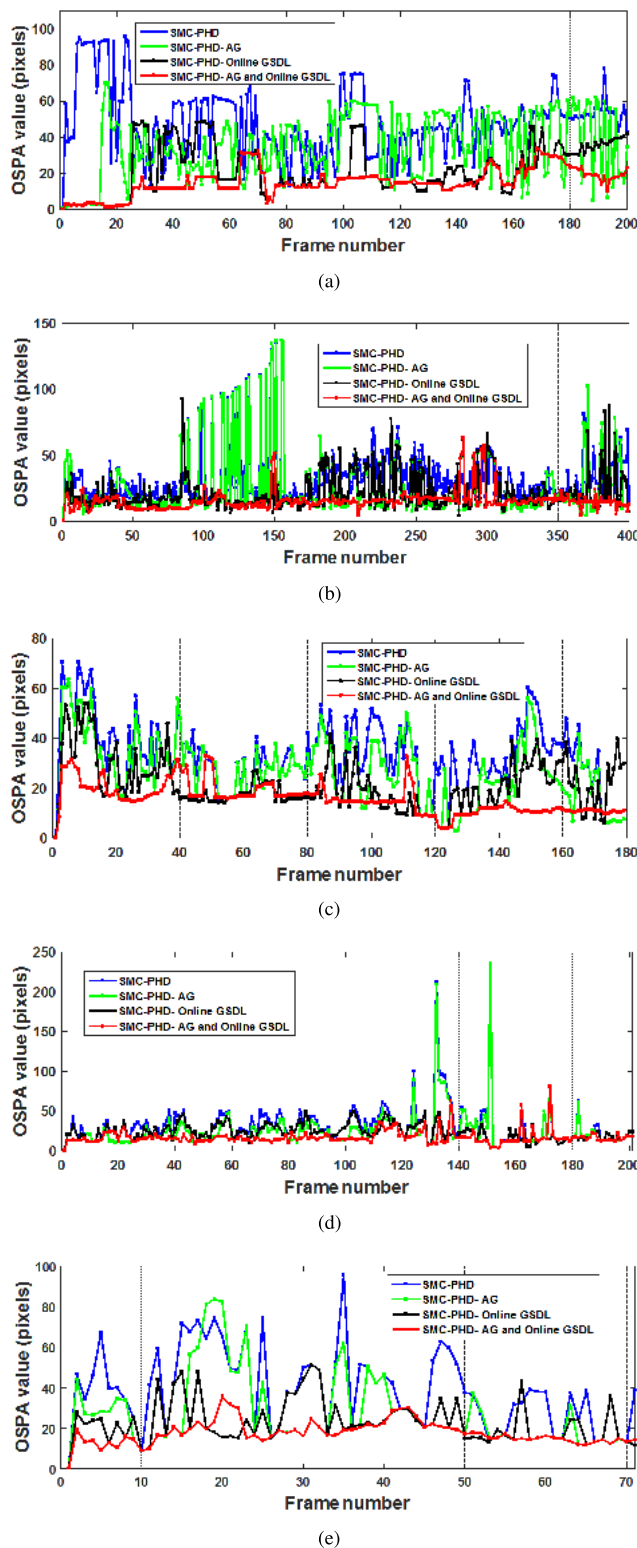 OSPA value (pixels)
100
80
60
40
20
0
SMC-PHD
SMC-PHD- AG
SMC-PHD- Online GSDL
SMC-PHD- AG and Online GSDL
0 20 40 60 80 100 120 140 160 180 200
Frame number
(a)
OSPA value (pixels)
150
100
50
0
SMC-PHD
SMC-PHD- AG
SMC-PHD- Online GSDL
SMC-PHD- AG and Online GSDL
0 50 100 150 200 250 300 350 400
Frame number
(b)
OSPA value (pixels)
80
60
40
20
0
SMC-PHD
SMC-PHD- AG
SMC-PHD- Online GSDL
SMC-PHD- AG and Online GSDL
0 20 40 60 80 100 120 140 160 180
Frame number
(c)
OSPA value (pixels)
250
200
150
100
50
0
SMC-PHD
SMC-PHD- AG
SMC-PHD- Online GSDL
SMC-PHD- AG and Online GSDL
0 20 40 60 80 100 120 140 160 180 200
Frame number
(d)
OSPA value (pixels)
100
80
60
40
20
0
SMC-PHD
SMC-PHD- AG
SMC-PHD- Online GSDL
SMC-PHD- AG and Online GSDL
0 10 20 30 40 50 60 70
Frame number
(e)